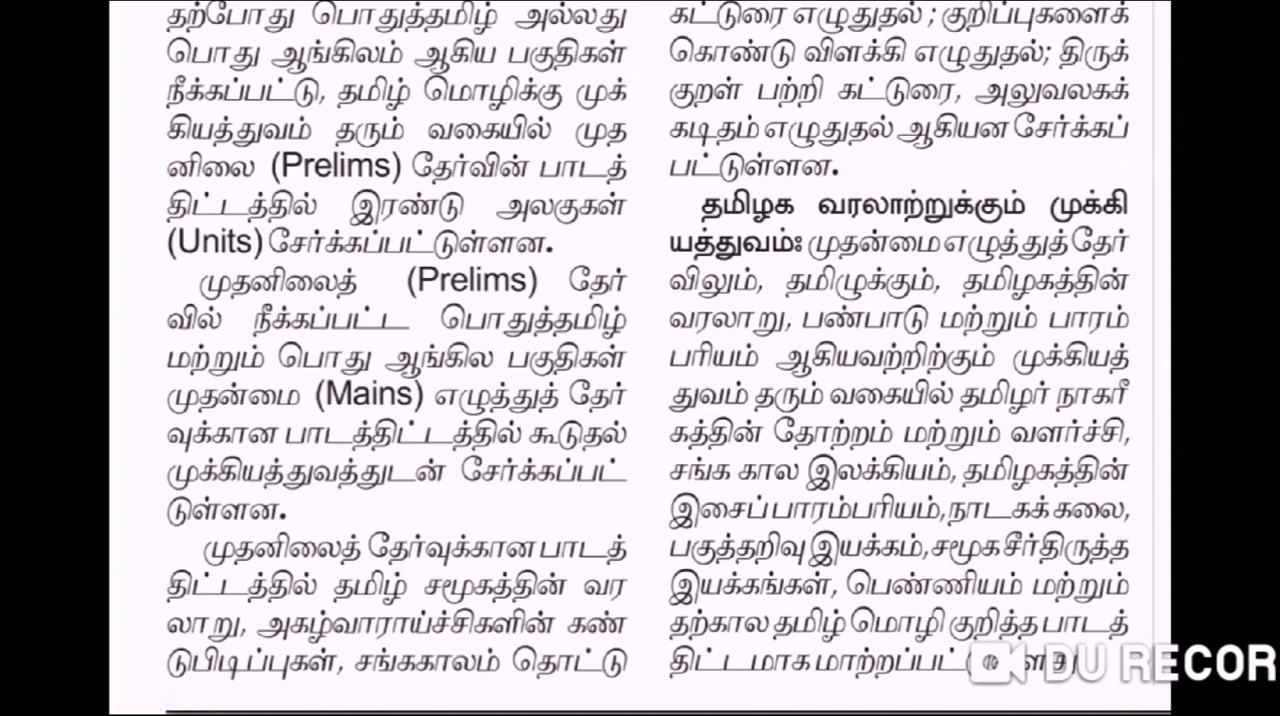 தற்போது பொதுத்தமிழ் அல்லது
பொது ஆங்கிலம் ஆகிய பகுதிகள்
நீக்கப்பட்டு, தமிழ் மொழிக்கு முக்
கியத்துவம் தரும் வகையில் முத
னிலை (Prelims) தேர்வின் பாடத்
திட்டத்தில் இரண்டு அலகுகள்
(Units) சேர்க்கப்பட்டுள்ளன.
முதனிலைத் (Prelims) தேர்
வில் நீக்கப்பட்ட பொதுத்தமிழ்
மற்றும் பொது ஆங்கில பகுதிகள்
முதன்மை (Mains) எழுத்துத் தேர்
வுக்கான பாடத்திட்டத்தில் கூடுதல்
முக்கியத்துவத்துடன் சேர்க்கப்பட்
டுள்ளன.
முதனிலைத் தேர்வுக்கான பாடத்
திட்டத்தில் தமிழ் சமூகத்தின் வர
லாறு, அகழ்வாராய்ச்சிகளின் கண்
டுபிடிப்புகள், சங்ககாலம் தொட்டு
கட்டுரை எழுதுதல் ; குறிப்புகளைக்
கொண்டு விளக்கி எழுதுதல்; திருக்
குறள் பற்றி கட்டுரை, அலுவலகக்
கடிதம் எழுதுதல் ஆகியன சேர்க்கப்
பட்டுள்ளன.
தமிழக வரலாற்றுக்கும் முக்கி
யத்துவம்: முதன்மை எழுத்துத் தேர்
விலும், தமிழுக்கும், தமிழகத்தின்
வரலாறு, பண்பாடு மற்றும் பாரம்
பரியம் ஆகியவற்றிற்கும் முக்கியத்
துவம் தரும் வகையில் தமிழர் நாகரீ
கத்தின் தோற்றம் மற்றும் வளர்ச்சி,
சங்க கால இலக்கியம், தமிழகத்தின்
இசைப் பாரம்பரியம், நாடகக் கலை,
பகுத்தறிவு இயக்கம், சமூக சீர்திருத்த
இயக்கங்கள், பெண்ணியம் மற்றும்
தற்கால தமிழ் மொழி குறித்த பாடத்
திட்டமாக DU RECOR